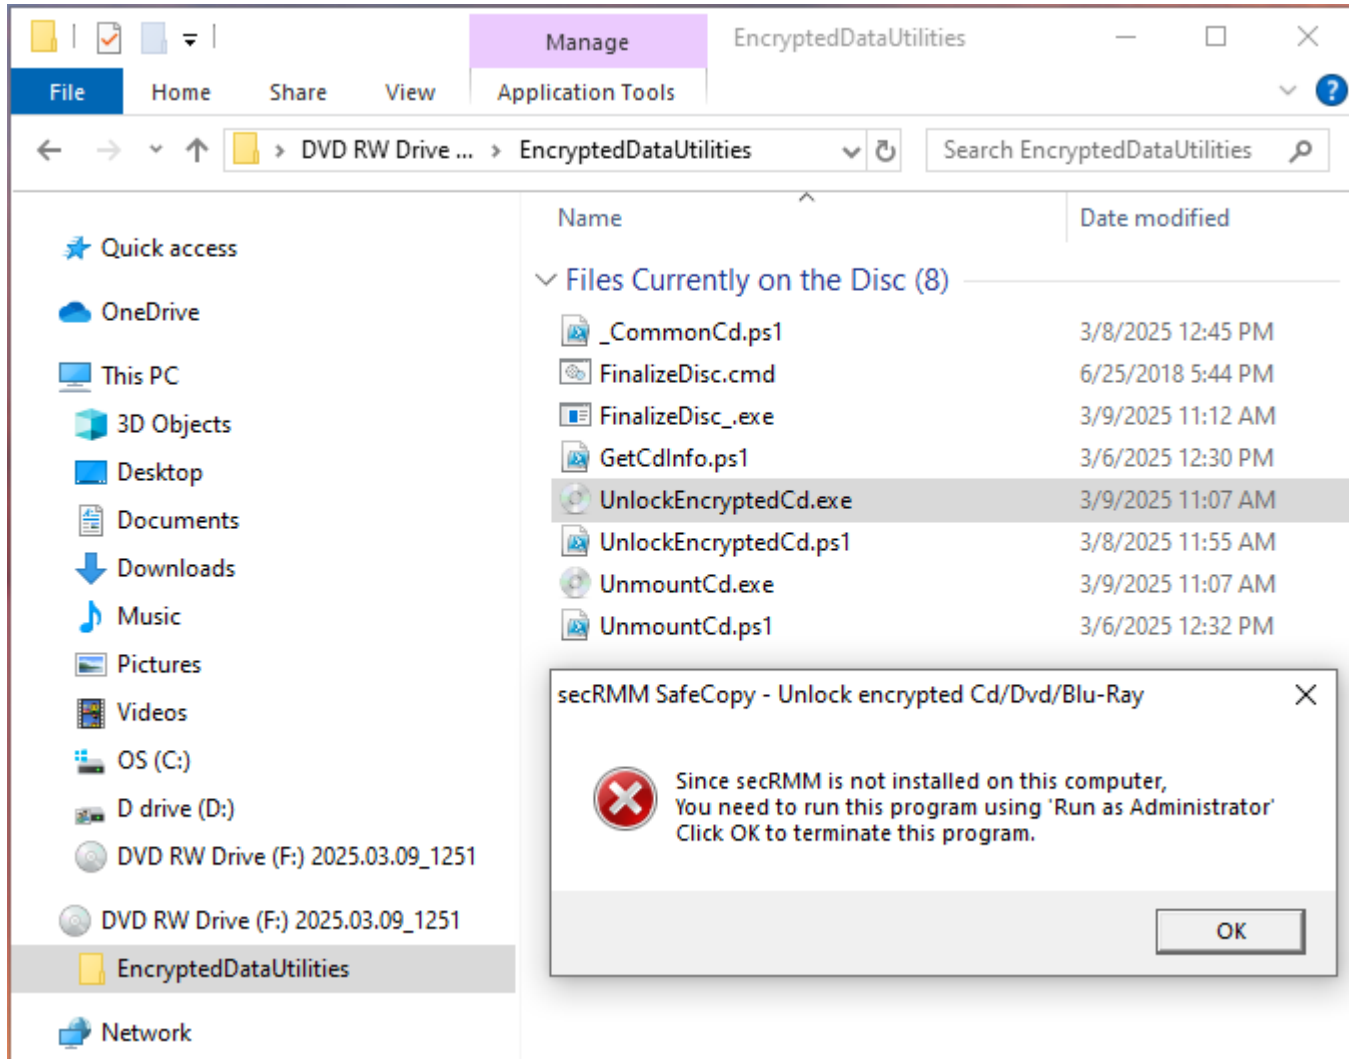 Manage
EncryptedDataUtilities
File Home Share View Application Tools
?
DVD RW Drive ... EncryptedDataUtilities
Search EncryptedDataUtilities
Name Date modified
Quick access
OneDrive
This PC
3D Objects
Desktop
Documents
Downloads
Music
Pictures
Videos
OS (C:)
D drive (D:)
DVD RW Drive (F:) 2025.03.09_1251
DVD RW Drive (F:) 2025.03.09_1251
EncryptedDataUtilities
Network
Files Currently on the Disc (8)
_CommonCd.ps1 3/8/2025 12:45 PM
FinalizeDisc.cmd 6/25/2018 5:44 PM
FinalizeDisc_.exe 3/9/2025 11:12 AM
GetCdInfo.ps1 3/6/2025 12:30 PM
UnlockEncryptedCd.exe 3/9/2025 11:07 AM
UnlockEncryptedCd.ps1 3/8/2025 11:55 AM
UnmountCd.exe 3/9/2025 11:07 AM
UnmountCd.ps1 3/6/2025 12:32 PM
secRMM SafeCopy - Unlock encrypted Cd/Dvd/Blu-Ray
Since secRMM is not installed on this computer,
You need to run this program using 'Run as Administrator'
Click OK to terminate this program.
OK